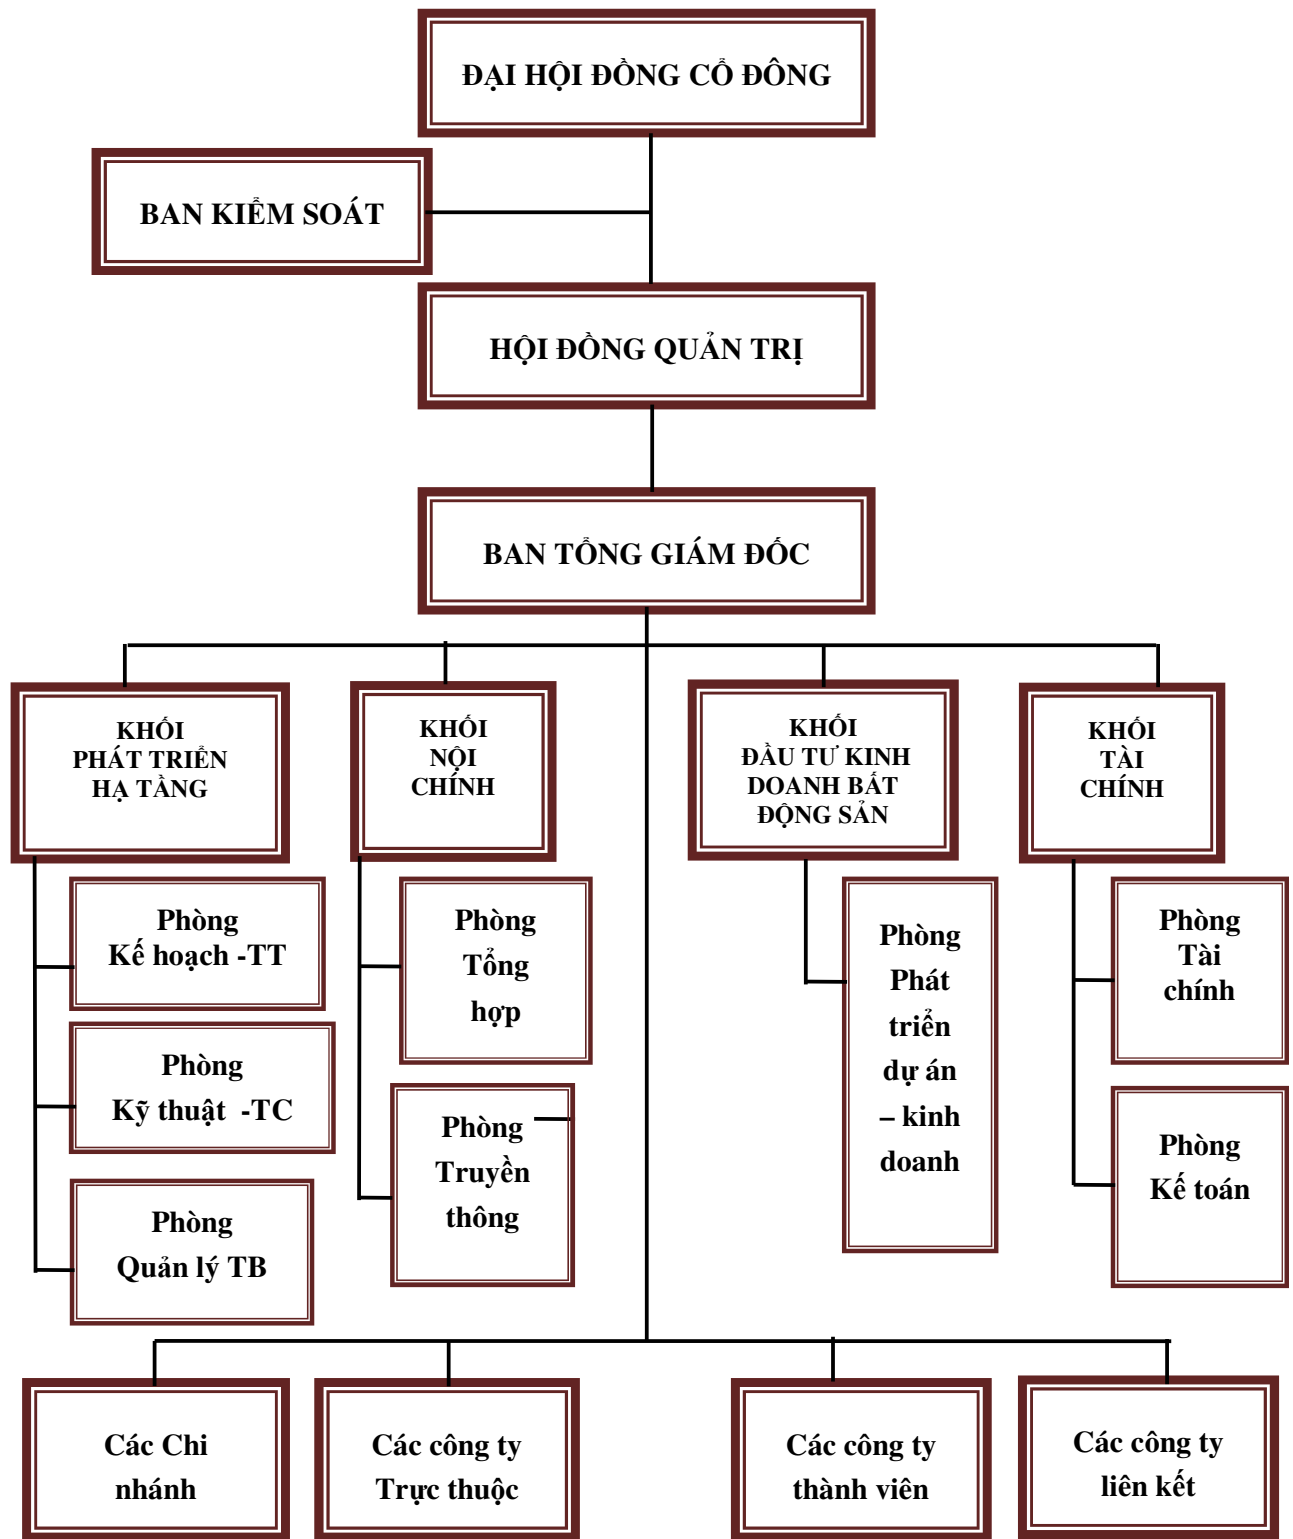 ĐẠI HỘI ĐỒNG CỔ ĐÔNG
BAN KIỂM SOÁT
HỘI ĐỒNG QUẢN TRỊ
BAN TỔNG GIÁM ĐỐC
KHỐI
PHÁT TRIỂN
HẠ TẦNG
KHỐI
NỘI
CHÍNH
KHỐI
ĐẦU TƯ KINH
DOANH BẤT
ĐỘNG SẢN
KHỐI
TÀI
CHÍNH
Phòng
Kế hoạch -TT
Phòng
Kỹ thuật -TC
Phòng
Quản lý TB
Phòng
Tổng
hợp
Phòng
Truyền
thông
Phòng
Phát
triển
dự án
– kinh
doanh
Phòng
Tài
chính
Phòng
Kế toán
Các Chi
nhánh
Các công ty
Trực thuộc
Các công ty
thành viên
Các công ty
liên kết